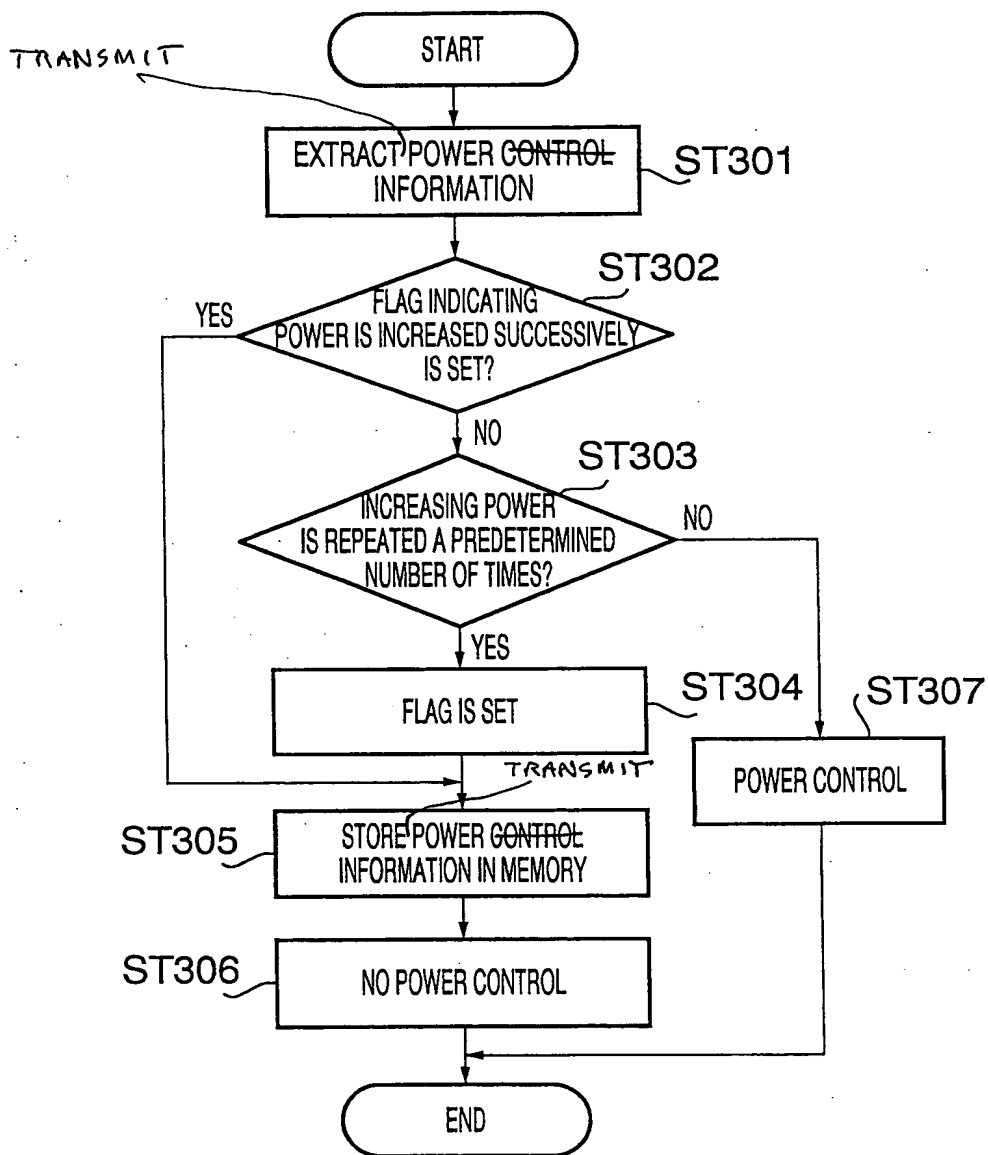 START
TRANSMIT
EXTRACT POWER CONTROL
INFORMATION
ST301
ST302
FLAG INDICATING
POWER IS INCREASED SUCCESSIVELY
IS SET?
YES
NO
ST303
INCREASING POWER
IS REPEATED A PREDETERMINED
NUMBER OF TIMES?
NO
YES
ST304
FLAG IS SET
ST307
POWER CONTROL
TRANSMIT
ST305
STORE POWER CONTROL
INFORMATION IN MEMORY
ST306
NO POWER CONTROL
END